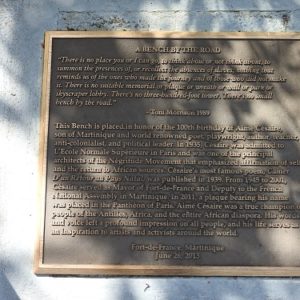 A BENCH BY THE ROAD
"There is no place you or I can go, to think about or not think about, to
summon the presences of, or recollect the absences of slaves, nothing that
reminds us of the ones who made the journey and of those who did not make
it. There is no suitable memorial or plaque or wreath or wall or park or
skyscraper lobby. There's no three-hundred-foot tower. There's no small
bench by the road."
- Toni Morrison 1989
This Bench is placed in honor of the 100th birthday of Aimé Césaire,
son of Martinique and world renowned poet, playwright, author, teacher,
anti-colonialist, and political leader. In 1935, Césaire was admitted to
L'École Normale Supérieure in Paris and was one of the principal
architects of the Négritude Movement that emphasized affirmation of self
and the return to African sources. Césaire's most famous poem, Cahier
D'un Retour au Pays Natal, was published in 1939. From 1945 to 2001,
Césaire served as Mayor of Fort-de-France and Deputy to the French
National Assembly in Martinique. In 2011, a plaque bearing his name
was placed in the Pantheon of Paris. Aimé Césaire was a true champion of
people of the Antilles, Africa, and the entire African diaspora. His words
and soul left a profound impression on all people, and his life serves as
an inspiration to artists and activists around the world.
Fort-de-France, Martinique
June 26, 2013